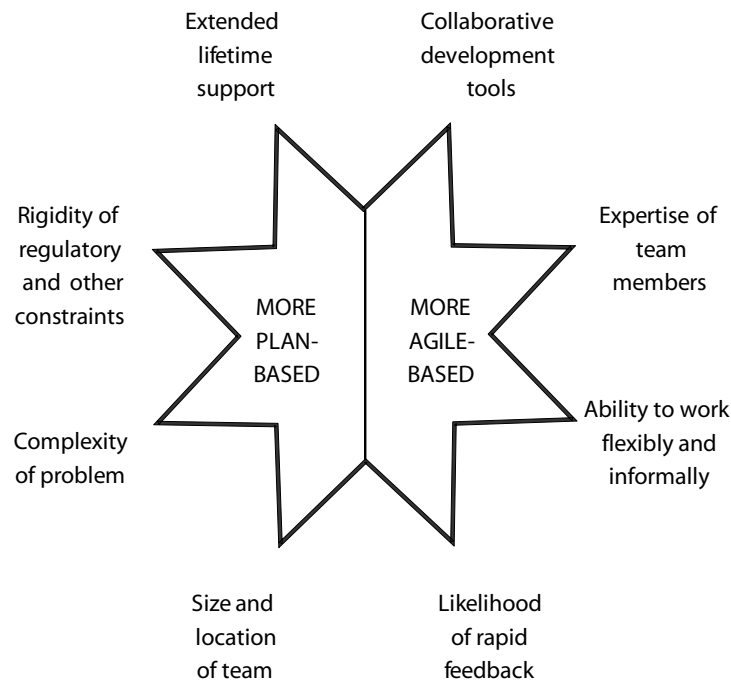 Extended
lifetime
support
Collaborative
development
tools
Rigidity of
regulatory
and other
constraints
Expertise of
team
members
MORE
PLAN-
BASED
MORE
AGILE-
BASED
Complexity
of problem
Ability to work
flexibly and
informally
Size and
location
of team
Likelihood
of rapid
feedback